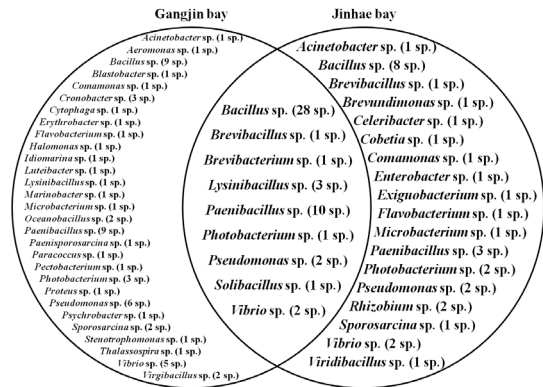 Gangjin bay
Acinetobacter sp. (1 sp.)
Aeromonas sp. (1 sp.)
Bacillus sp. (9 sp.)
Blastobacter sp. (1 sp.)
Comamonas sp. (1 sp.)
Cronobacter sp. (3 sp.)
Cytophaga sp. (1 sp.)
Erythrobacter sp. (1 sp.)
Flavobacterium sp. (1 sp.)
Halomonas sp. (1 sp.)
Idiomarina sp. (1 sp.)
Luteibacter sp. (1 sp.)
Lysinibacillus sp. (1 sp.)
Marinobacter sp. (1 sp.)
Microbacterium sp. (1 sp.)
Oceanobacillus sp. (2 sp.)
Paenibacillus sp. (9 sp.)
Paenisporosarcina sp. (1 sp.)
Paracoccus sp. (1 sp.)
Pectobacterium sp. (1 sp.)
Photobacterium sp. (3 sp.)
Proteus sp. (1 sp.)
Pseudomonas sp. (6 sp.)
Psychrobacter sp. (1 sp.)
Sporosarcina sp. (2 sp.)
Stenotrophomonas sp. (1 sp.)
Thalassospira sp. (1 sp.)
Vibrio sp. (5 sp.)
Virgibacillus sp. (2 sp.)
Bacillus sp. (28 sp.)
Brevibacillus sp. (1 sp.)
Brevibacterium sp. (1 sp.)
Lysinibacillus sp. (3 sp.)
Paenibacillus sp. (10 sp.)
Photobacterium sp. (1 sp.)
Pseudomonas sp. (2 sp.)
Solibacillus sp. (1 sp.)
Vibrio sp. (2 sp.)
Jinhae bay
Acinetobacter sp. (1 sp.)
Bacillus sp. (8 sp.)
Brevibacillus sp. (1 sp.)
Brevundimonas sp. (2 sp.)
Celeribacter sp. (1 sp.)
Cobetia sp. (1 sp.)
Comamonas sp. (1 sp.)
Enterobacter sp. (1 sp.)
Exiguobacterium sp. (1 sp.)
Flavobacterium sp. (1 sp.)
Microbacterium sp. (1 sp.)
Paenibacillus sp. (3 sp.)
Photobacterium sp. (2 sp.)
Pseudomonas sp. (2 sp.)
Rhizobium sp. (2 sp.)
Sporosarcina sp. (1 sp.)
Vibrio sp. (2 sp.)
Viridibacillus sp. (1 sp.)